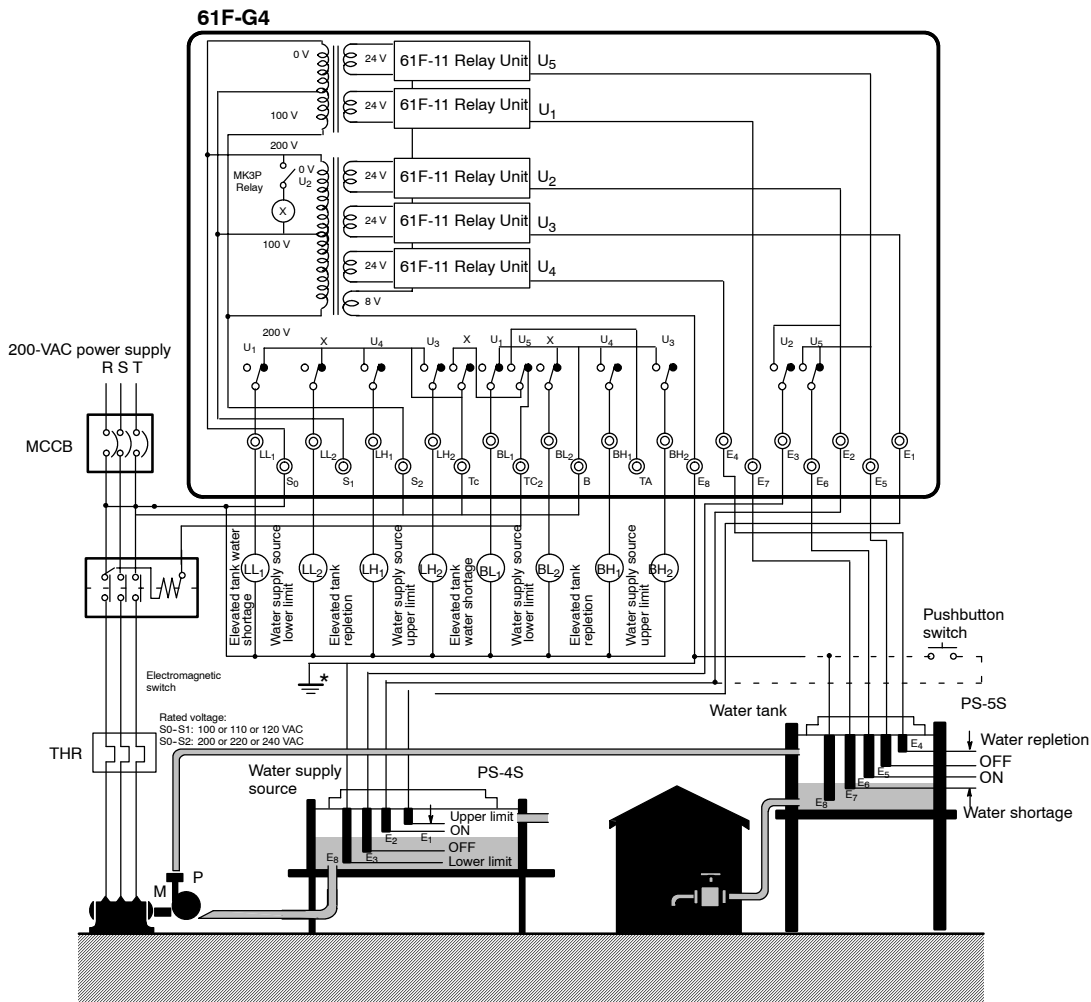 61F-G4
0 V
24 V
61F-11 Relay Unit
U5
100 V
24 V
61F-11 Relay Unit
U1
200 V
MK3P
Relay
0 V
U2
X
24 V
61F-11 Relay Unit
U2
24 V
61F-11 Relay Unit
U3
100 V
24 V
61F-11 Relay Unit
U4
8 V
200 V
U1
X
U4
U3
X
U1
U5
X
U4
U3
U2
U5
200-VAC power supply
R S T
MCCB
LL1
LL2
LH1
LH2
BL1
BL2
BH1
BH2
E4
E3
E2
E1
S0
S1
S2
Tc
TC2
B
TA
E8
E7
E6
E5
Elevated tank water
shortage
LL1
Water supply source
lower limit
LL2
Elevated tank
repletion
LH1
Water supply source
upper limit
LH2
Elevated tank
water shortage
BL1
Water supply source
lower limit
BL2
Elevated tank
repletion
BH1
Water supply source
upper limit
BH2
Pushbutton
switch
*
Electromagnetic
switch
PS-5S
Water tank
Rated voltage:
S0-S1: 100 or 110 or 120 VAC
S0-S2: 200 or 220 or 240 VAC
THR
E4
Water repletion
E5
OFF
E6
ON
E7
E8
Water shortage
Water supply
source
PS-4S
Upper limit
E1
ON
E2
OFF
E3
E8
Lower limit
M
P